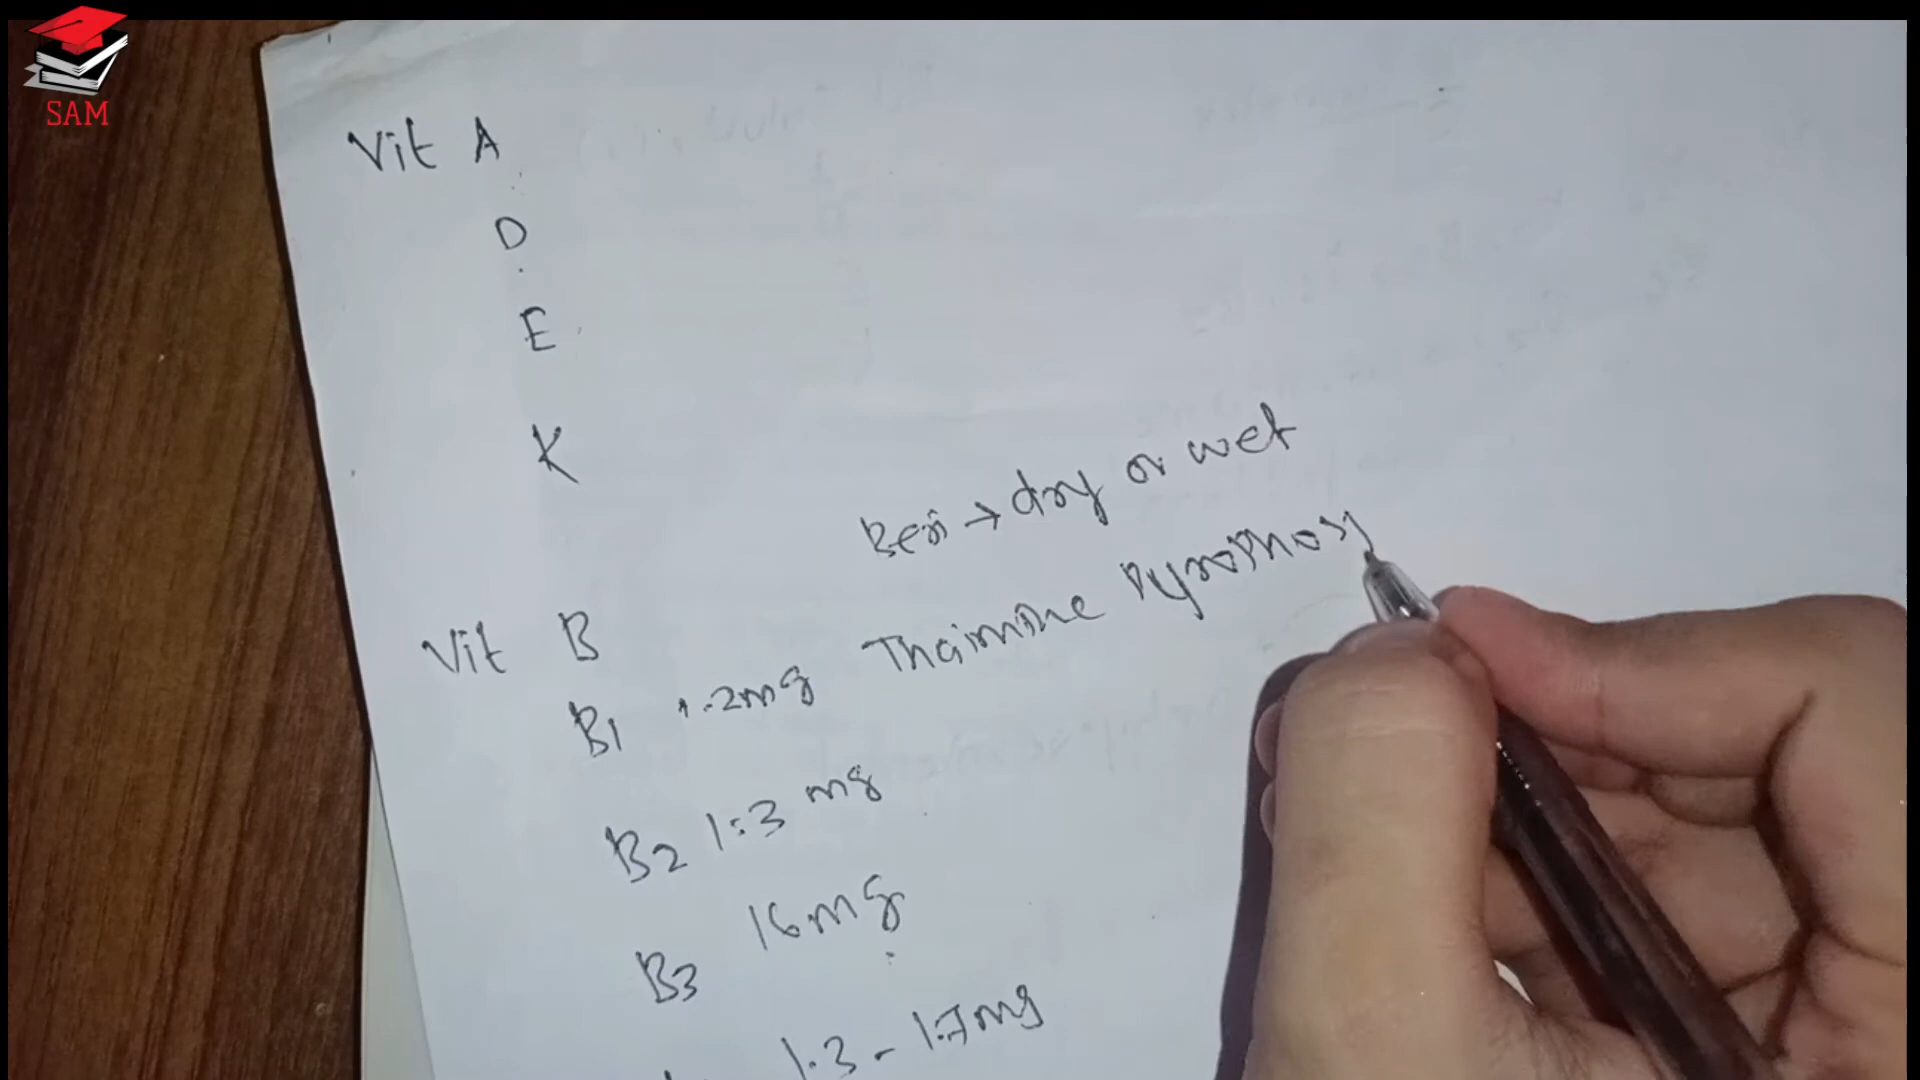 SAM
Vit A
D
E
K
Beri → dry or wet
Vit B
B1 1.2mg Thaimine Pyrophos
B2 1.3 mg
B3 16mg
1.3 - 1.7mg